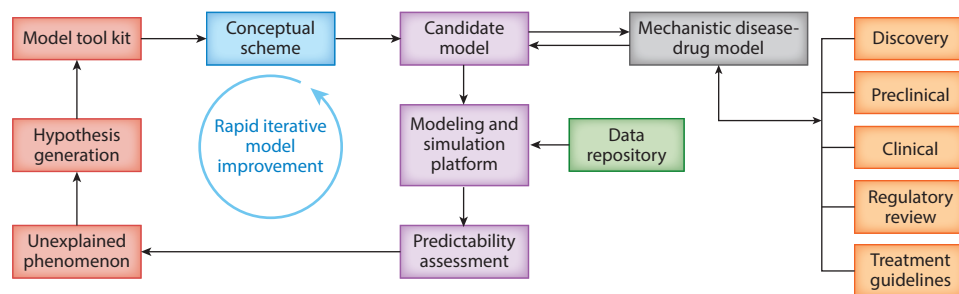 Model tool kit
Conceptual
scheme
Candidate
model
Mechanistic disease-
drug model
Discovery
Preclinical
Clinical
Regulatory
review
Treatment
guidelines
Hypothesis
generation
Rapid iterative
model
improvement
Modeling and
simulation
platform
Data
repository
Unexplained
phenomenon
Predictability
assessment